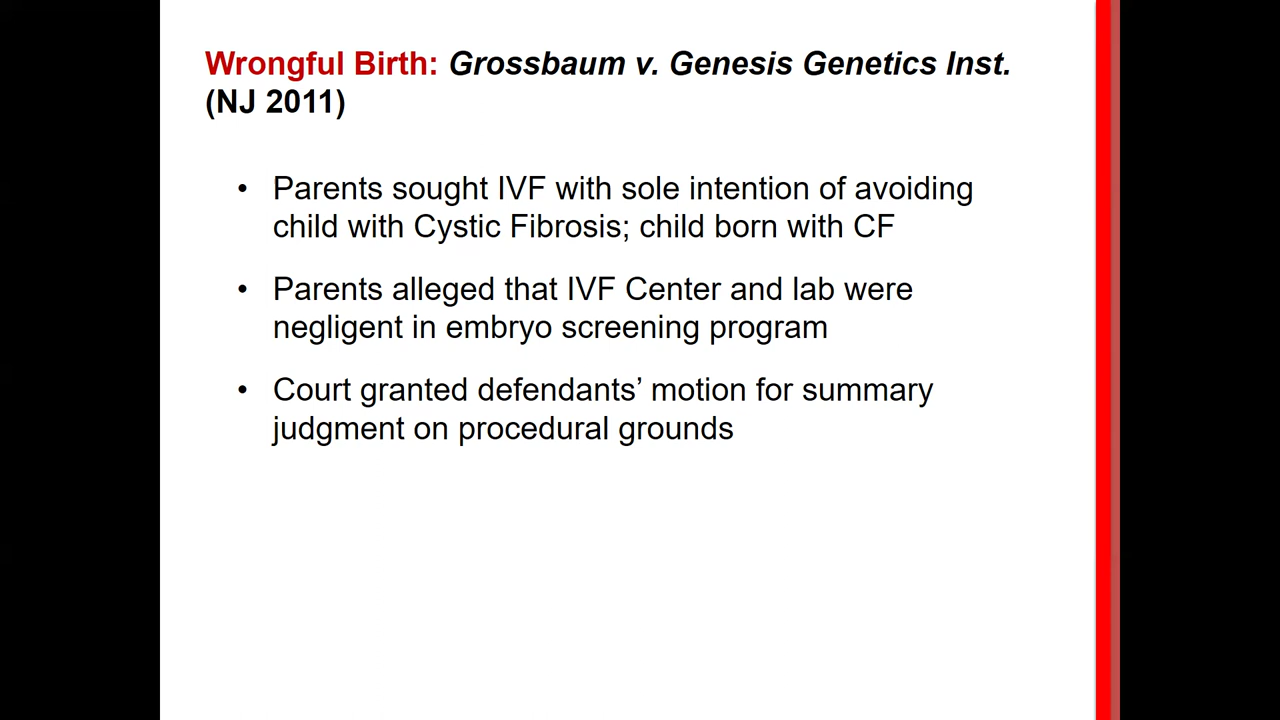 Wrongful Birth: Grossbaum v. Genesis Genetics Inst.
(NJ 2011)
• Parents sought IVF with sole intention of avoiding
child with Cystic Fibrosis; child born with CF
• Parents alleged that IVF Center and lab were
negligent in embryo screening program
• Court granted defendants’ motion for summary
judgment on procedural grounds